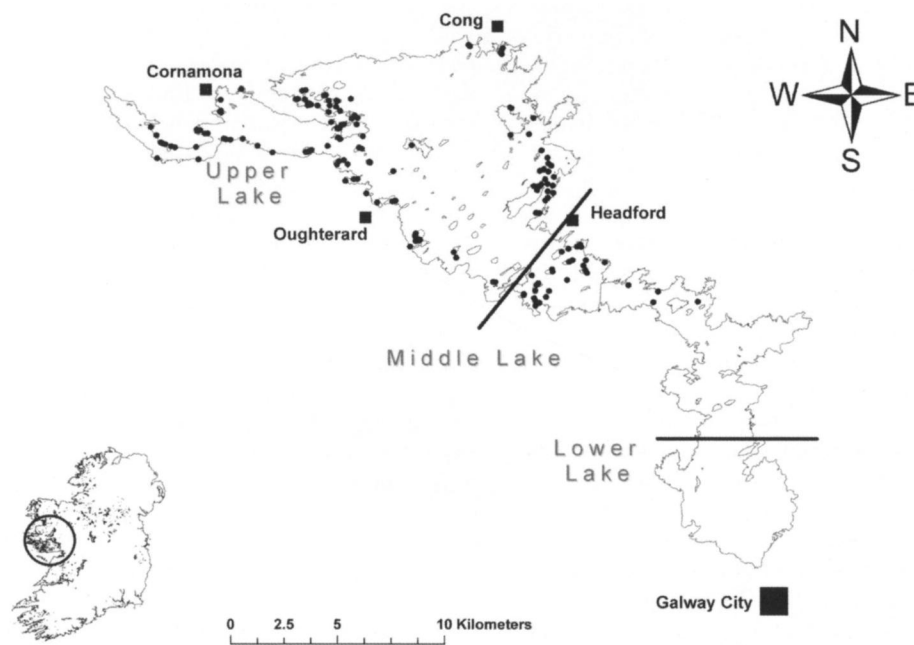 Cong
N
Cornamona
W
E
S
Upper
Lake
Headford
Oughterard
Middle Lake
Lower
Lake
Galway City
0
2.5
5
10 Kilometers